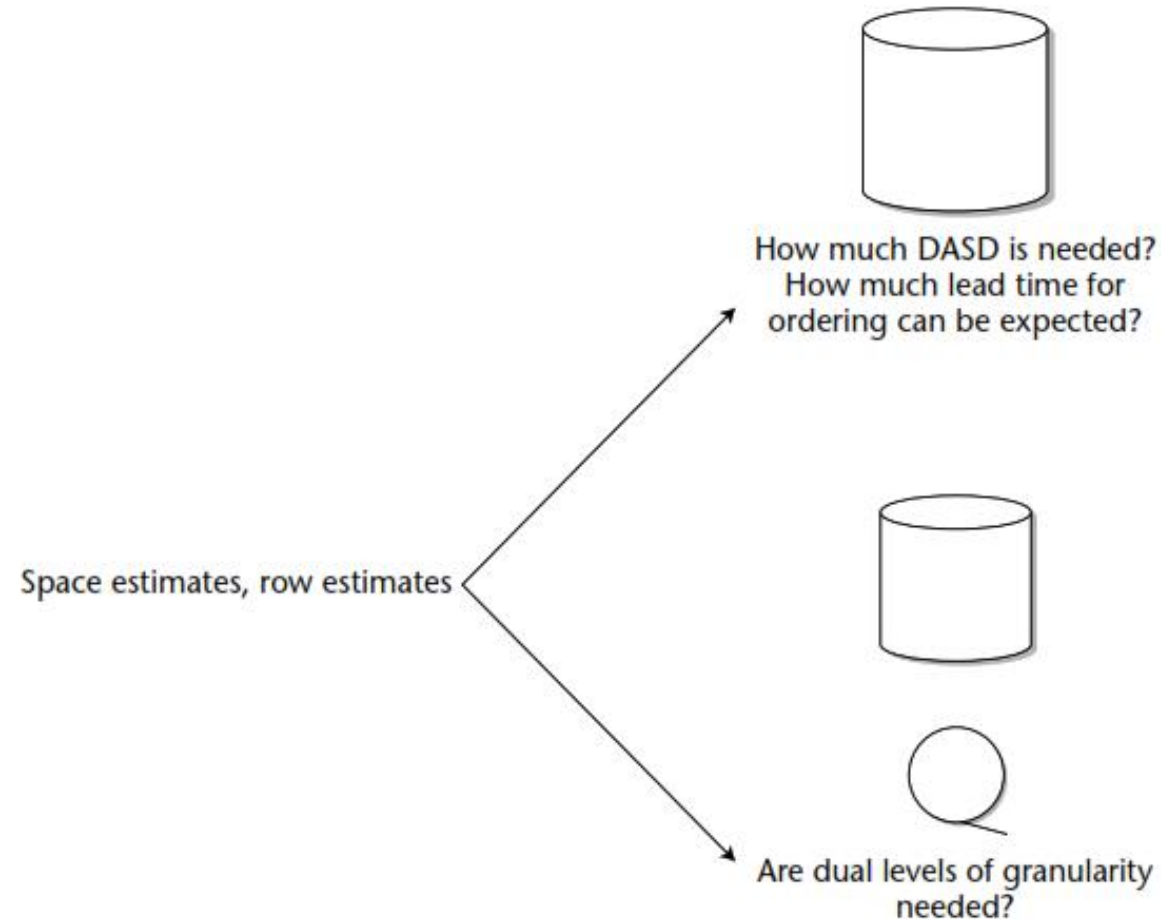 How much DASD is needed?
How much lead time for
ordering can be expected?
Space estimates, row estimates
Are dual levels of granularity
needed?